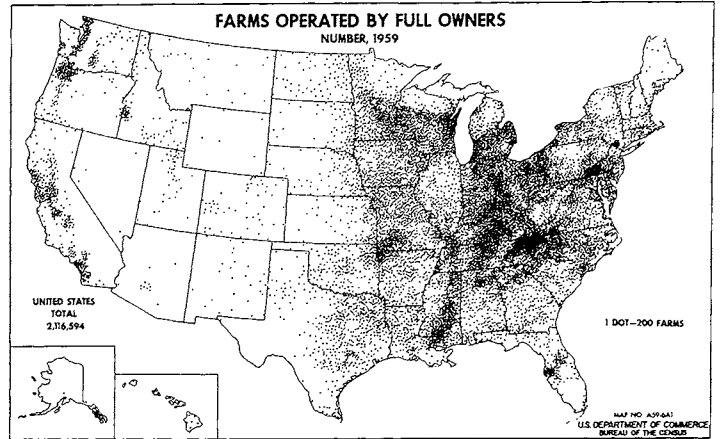 FARMS OPERATED BY FULL OWNERS
NUMBER, 1959
UNITED STATES
TOTAL
2,116,594
1 DOT—200 FARMS
MAP NO. A59-6A1
U.S. DEPARTMENT OF COMMERCE
BUREAU OF THE CENSUS